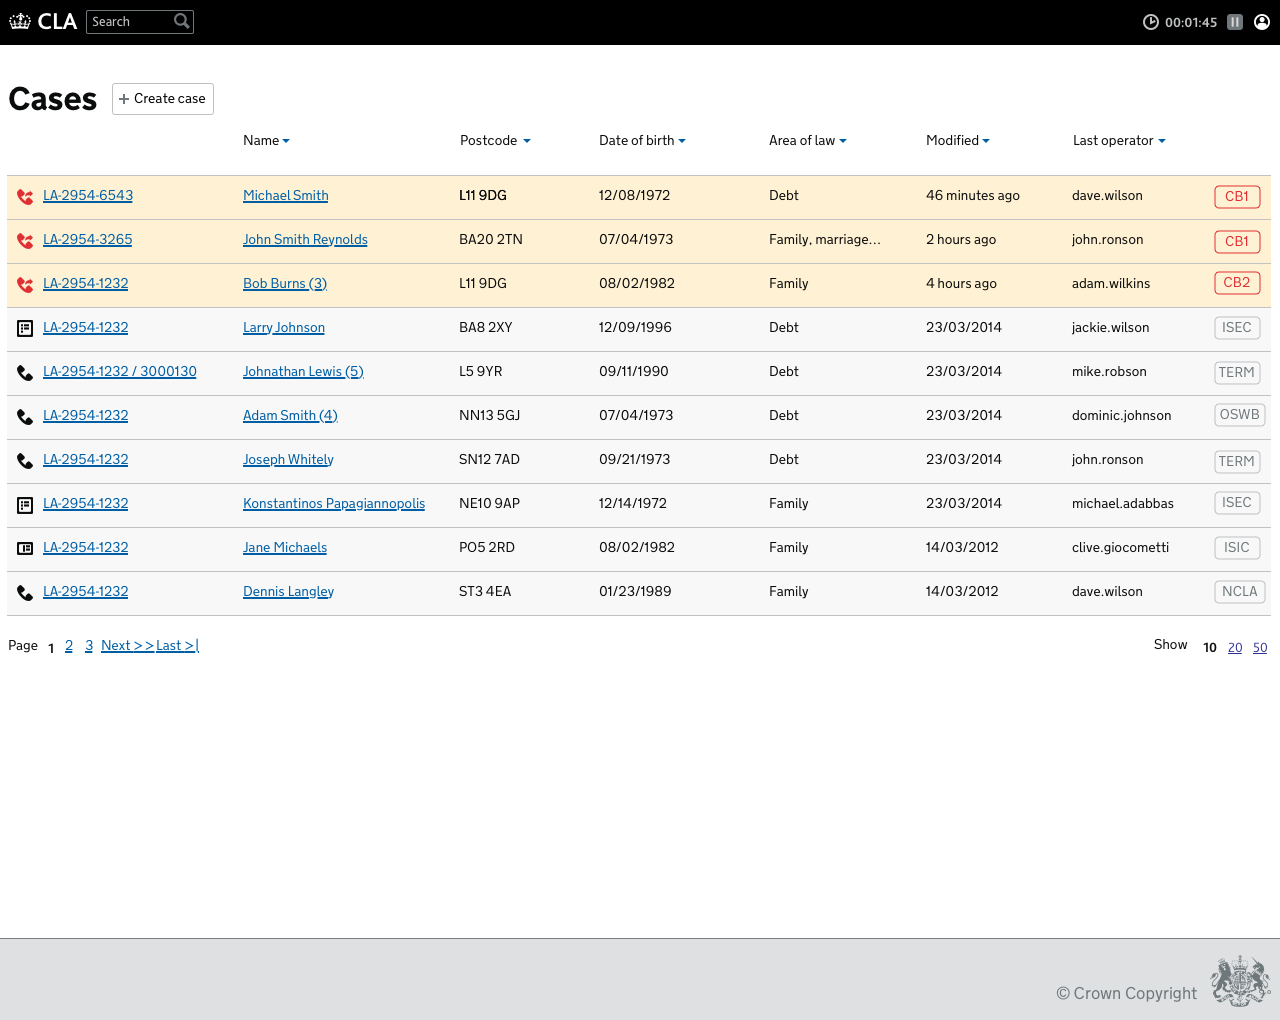 CLA Search 00:01:45
Cases + Create case
Name Postcode Date of birth Area of law Modified Last operator
LA-2954-6543 Michael Smith L11 9DG 12/08/1972 Debt 46 minutes ago dave.wilson CB1
LA-2954-3265 John Smith Reynolds BA20 2TN 07/04/1973 Family, marriage... 2 hours ago john.ronson CB1
LA-2954-1232 Bob Burns (3) L11 9DG 08/02/1982 Family 4 hours ago adam.wilkins CB2
LA-2954-1232 Larry Johnson BA8 2XY 12/09/1996 Debt 23/03/2014 jackie.wilson ISEC
LA-2954-1232 / 3000130 Johnathan Lewis (5) L5 9YR 09/11/1990 Debt 23/03/2014 mike.robson TERM
LA-2954-1232 Adam Smith (4) NN13 5GJ 07/04/1973 Debt 23/03/2014 dominic.johnson OSWB
LA-2954-1232 Joseph Whitely SN12 7AD 09/21/1973 Debt 23/03/2014 john.ronson TERM
LA-2954-1232 Konstantinos Papagiannopolis NE10 9AP 12/14/1972 Family 23/03/2014 michael.adabbas ISEC
LA-2954-1232 Jane Michaels PO5 2RD 08/02/1982 Family 14/03/2012 clive.giocometti ISIC
LA-2954-1232 Dennis Langley ST3 4EA 01/23/1989 Family 14/03/2012 dave.wilson NCLA
Page 1 2 3 Next >> Last >| Show 10 20 50
© Crown Copyright